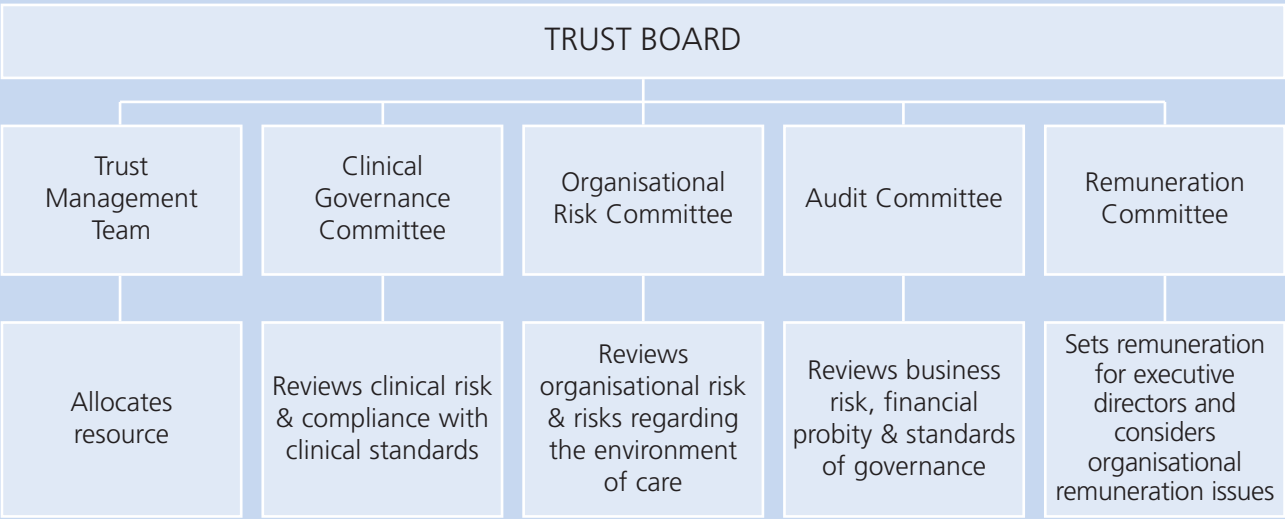 TRUST BOARD
Trust
Management
Team
Clinical
Governance
Committee
Organisational
Risk Committee
Audit Committee
Remuneration
Committee
Allocates
resource
Reviews clinical risk
& compliance with
clinical standards
Reviews
organisational risk
& risks regarding
the environment
of care
Reviews business
risk, financial
probity & standards
of governance
Sets remuneration
for executive
directors and
considers
organisational
remuneration issues